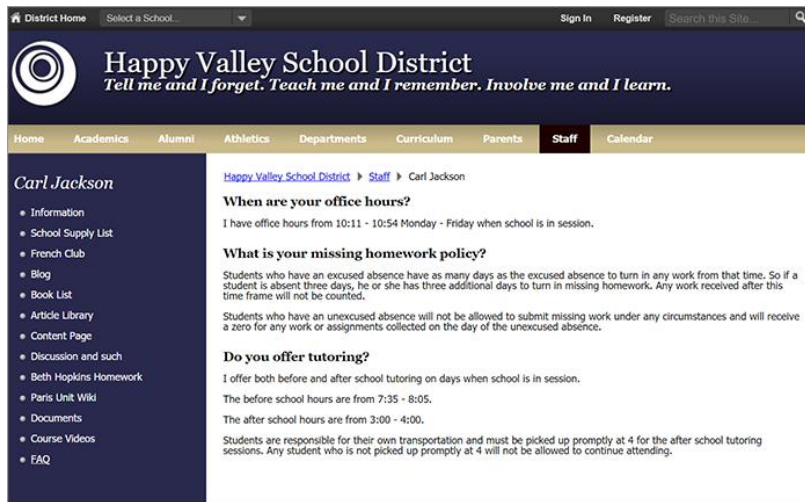 District Home Select a School... Sign In Register Search this Site...
Happy Valley School District
Tell me and I forget. Teach me and I remember. Involve me and I learn.
Home Academics Alumni Athletics Departments Curriculum Parents Staff Calendar
Carl Jackson
Information
School Supply List
French Club
Blog
Book List
Article Library
Content Page
Discussion and such
Beth Hopkins Homework
Paris Unit Wiki
Documents
Course Videos
FAQ
Happy Valley School District Staff Carl Jackson
When are your office hours?
I have office hours from 10:11 - 10:54 Monday - Friday when school is in session.
What is your missing homework policy?
Students who have an excused absence have as many days as the excused absence to turn in any work from that time. So if a
student is absent three days, he or she has three additional days to turn in missing homework. Any work received after this
time frame will not be counted.
Students who have an unexcused absence will not be allowed to submit missing work under any circumstances and will receive
a zero for any work or assignments collected on the day of the unexcused absence.
Do you offer tutoring?
I offer both before and after school tutoring on days when school is in session.
The before school hours are from 7:35 - 8:05.
The after school hours are from 3:00 - 4:00.
Students are responsible for their own transportation and must be picked up promptly at 4 for the after school tutoring
sessions. Any student who is not picked up promptly at 4 will not be allowed to continue attending.